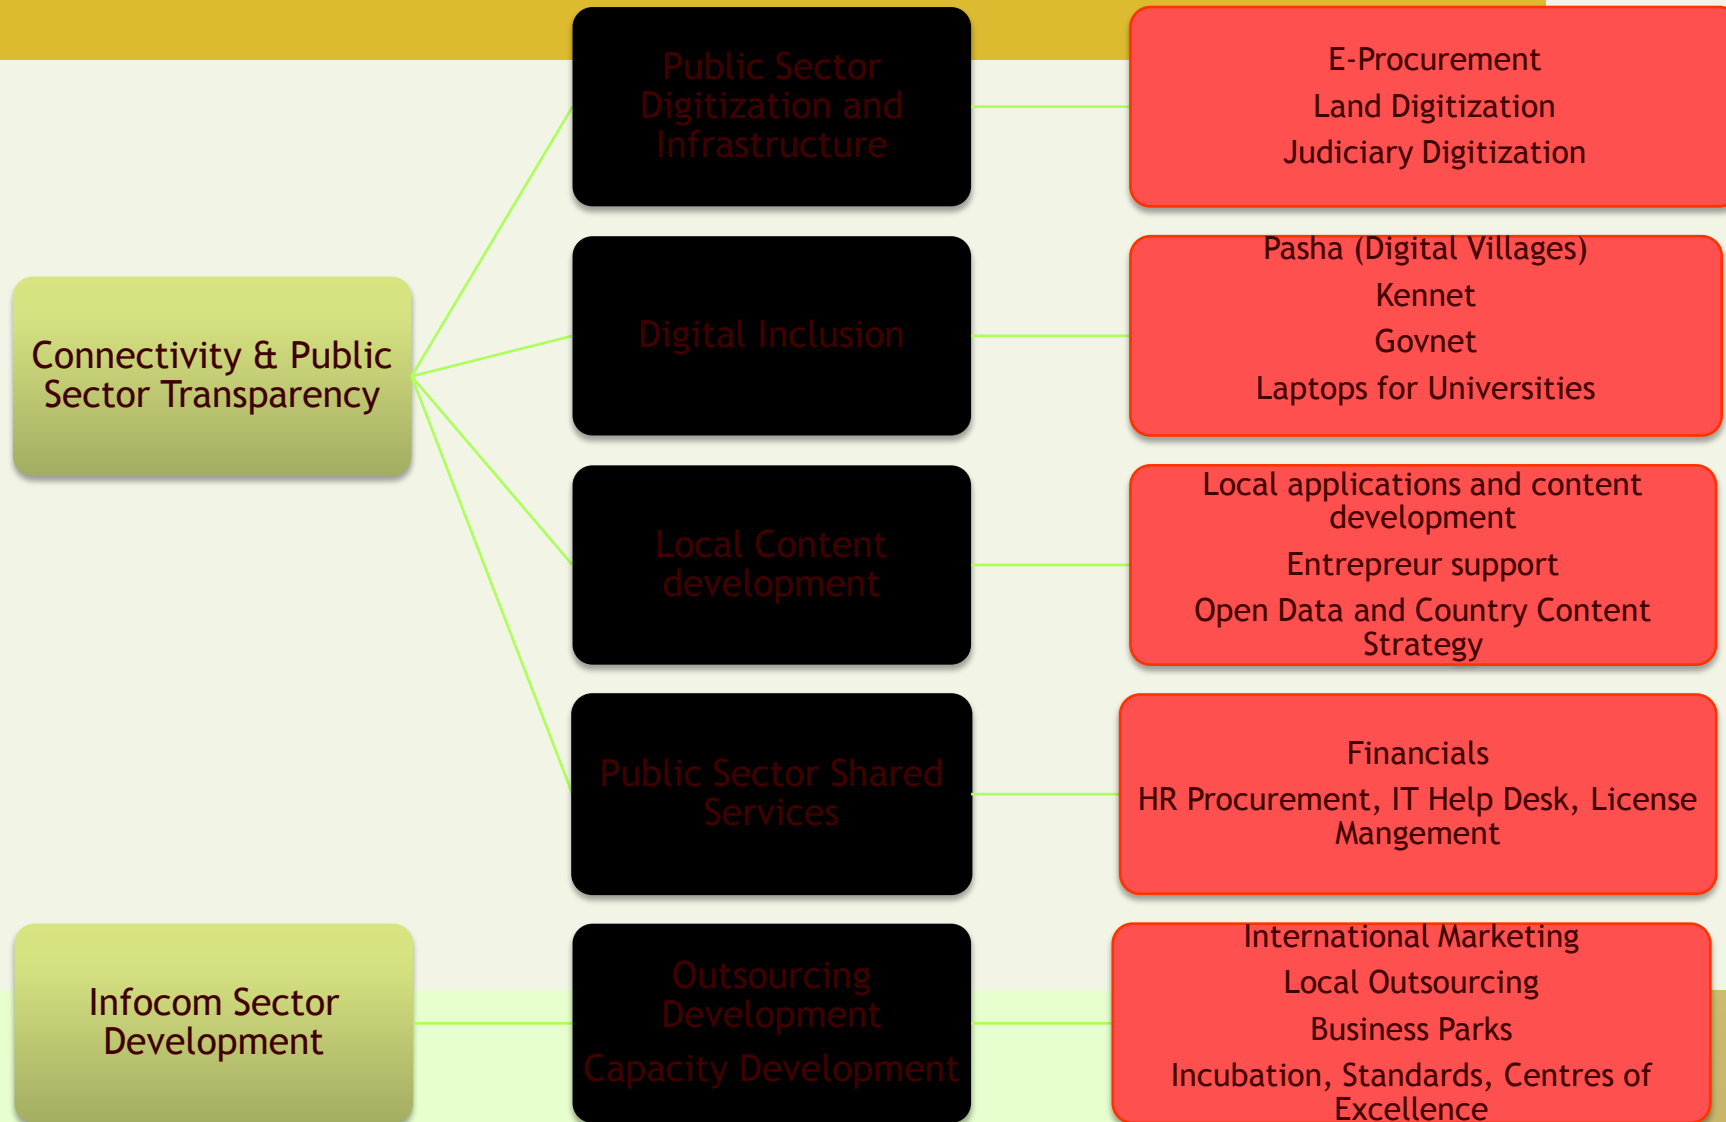 Public Sector
Digitization and
Infrastructure
E-Procurement
Land Digitization
Judiciary Digitization
Connectivity & Public
Sector Transparency
Digital Inclusion
Pasha (Digital Villages)
Kennet
Govnet
Laptops for Universities
Local Content
development
Local applications and content
development
Entrepreur support
Open Data and Country Content
Strategy
Public Sector Shared
Services
Financials
HR Procurement, IT Help Desk, License
Mangement
Infocom Sector
Development
Outsourcing
Development
Capacity Development
International Marketing
Local Outsourcing
Business Parks
Incubation, Standards, Centres of
Excellence